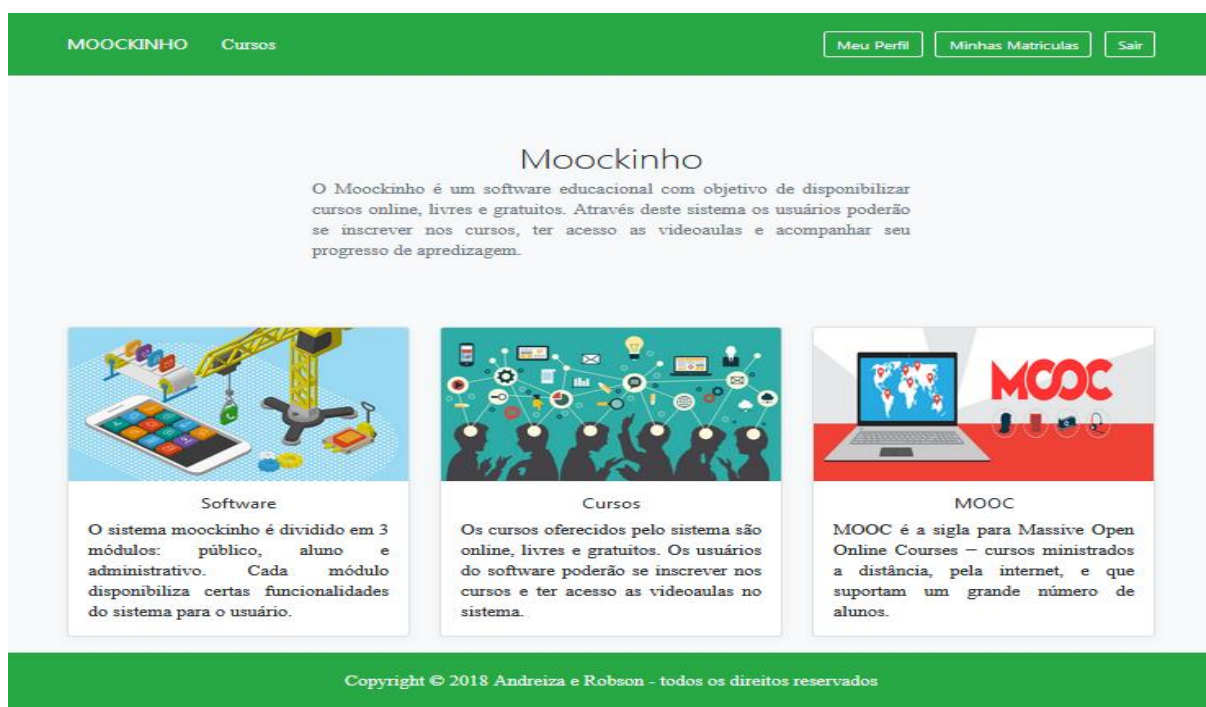 MOOCKINHO Cursos Meu Perfil Minhas Matriculas Sair
Moockinho
O Moockinho é um software educacional com objetivo de disponibilizar
cursos online, livres e gratuitos. Através deste sistema os usuários poderão
se inscrever nos cursos, ter acesso as videoaulas e acompanhar seu
progresso de apredizagem.
MOOC
Software
O sistema moockinho é dividido em 3
módulos: público, aluno e
administrativo. Cada módulo
disponibiliza certas funcionalidades
do sistema para o usuário.
Cursos
Os cursos oferecidos pelo sistema são
online, livres e gratuitos. Os usuários
do software poderão se inscrever nos
cursos e ter acesso as videoaulas no
sistema.
MOOC
MOOC é a sigla para Massive Open
Online Courses – cursos ministrados
a distância, pela internet, e que
suportam um grande número de
alunos.
Copyright © 2018 Andreiza e Robson - todos os direitos reservados